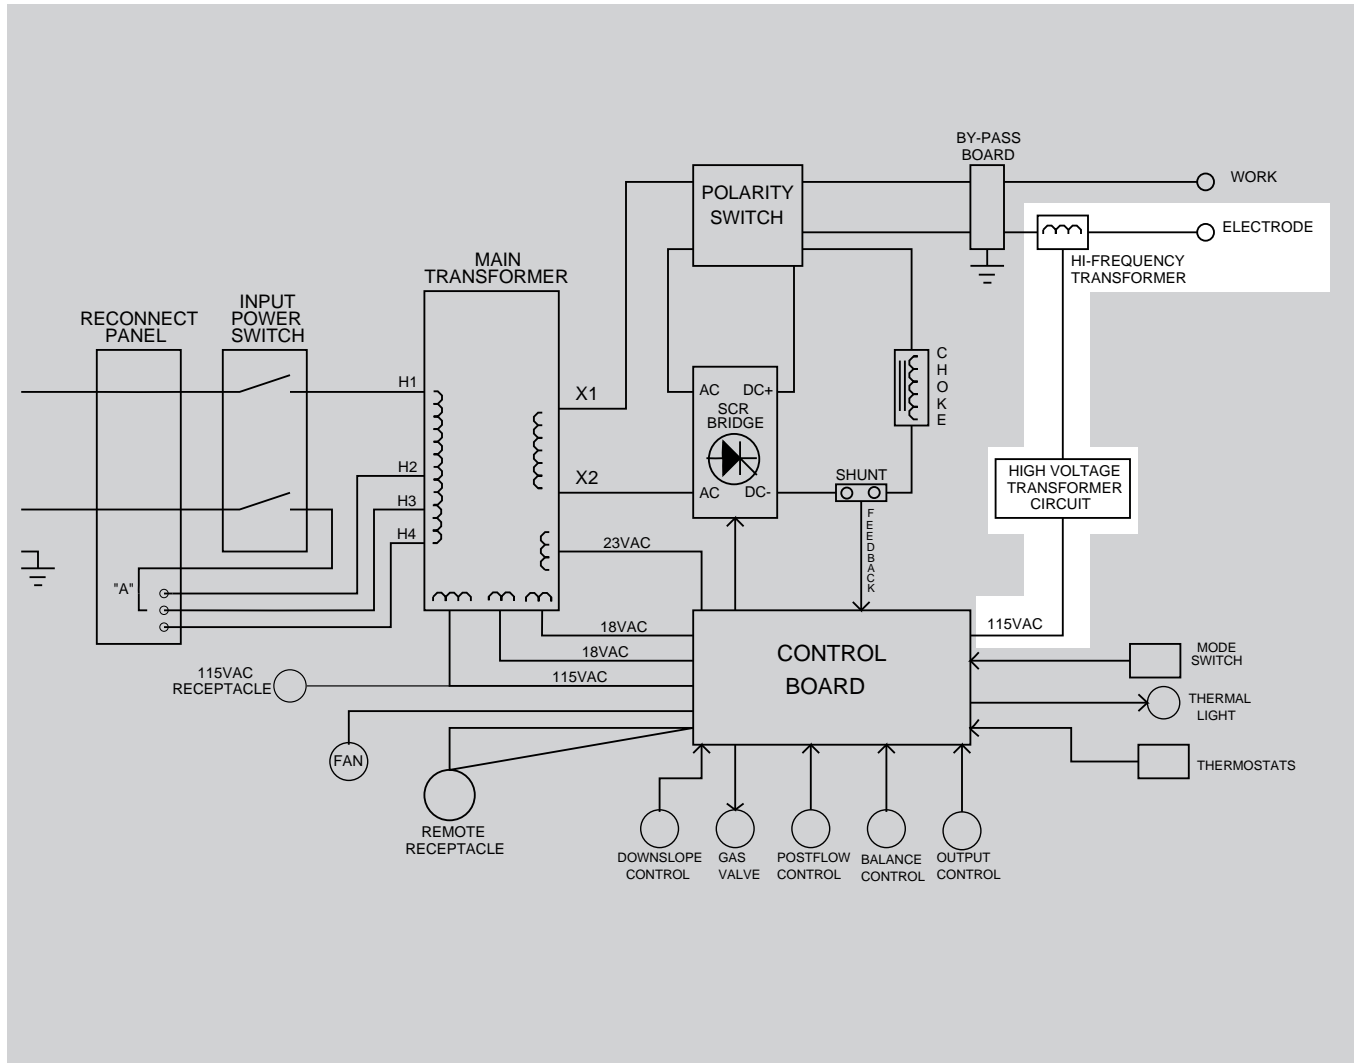 BY-PASS
BOARD
WORK
POLARITY
SWITCH
ELECTRODE
HI-FREQUENCY
TRANSFORMER
MAIN
TRANSFORMER
INPUT
POWER
SWITCH
RECONNECT
PANEL
H1
X1
AC
DC+
SCR
BRIDGE
CHOKE
H2
X2
AC
DC-
SHUNT
HIGH VOLTAGE
TRANSFORMER
CIRCUIT
H3
H4
23VAC
FEEDBACK
"A"
18VAC
115VAC
CONTROL
BOARD
18VAC
115VAC
115VAC
RECEPTACLE
MODE
SWITCH
THERMAL
LIGHT
FAN
THERMOSTATS
REMOTE
RECEPTACLE
DOWNSLOPE
CONTROL
GAS
VALVE
POSTFLOW
CONTROL
BALANCE
CONTROL
OUTPUT
CONTROL